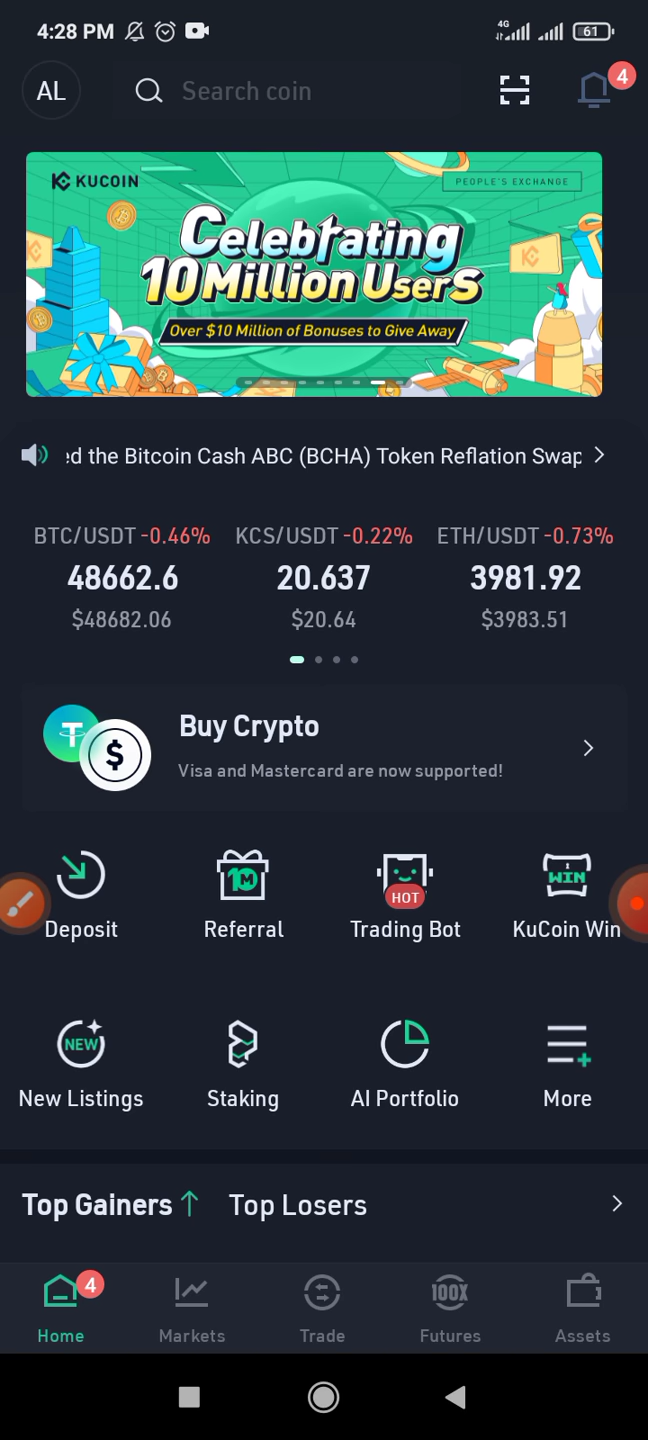 4:28 PM
4G
61
AL
Search coin
4
KUCOIN
PEOPLE'S EXCHANGE
Celebrating
10 Million Users
Over $10 Million of Bonuses to Give Away
ed the Bitcoin Cash ABC (BCHA) Token Reflation Swap
BTC/USDT -0.46% KCS/USDT -0.22% ETH/USDT -0.73%
48662.6 20.637 3981.92
$48682.06 $20.64 $3983.51
Buy Crypto
Visa and Mastercard are now supported!
10M
HOT
WIN
Deposit Referral Trading Bot KuCoin Win
NEW
New Listings Staking AI Portfolio More
Top Gainers Top Losers
4
100X
Home Markets Trade Futures Assets